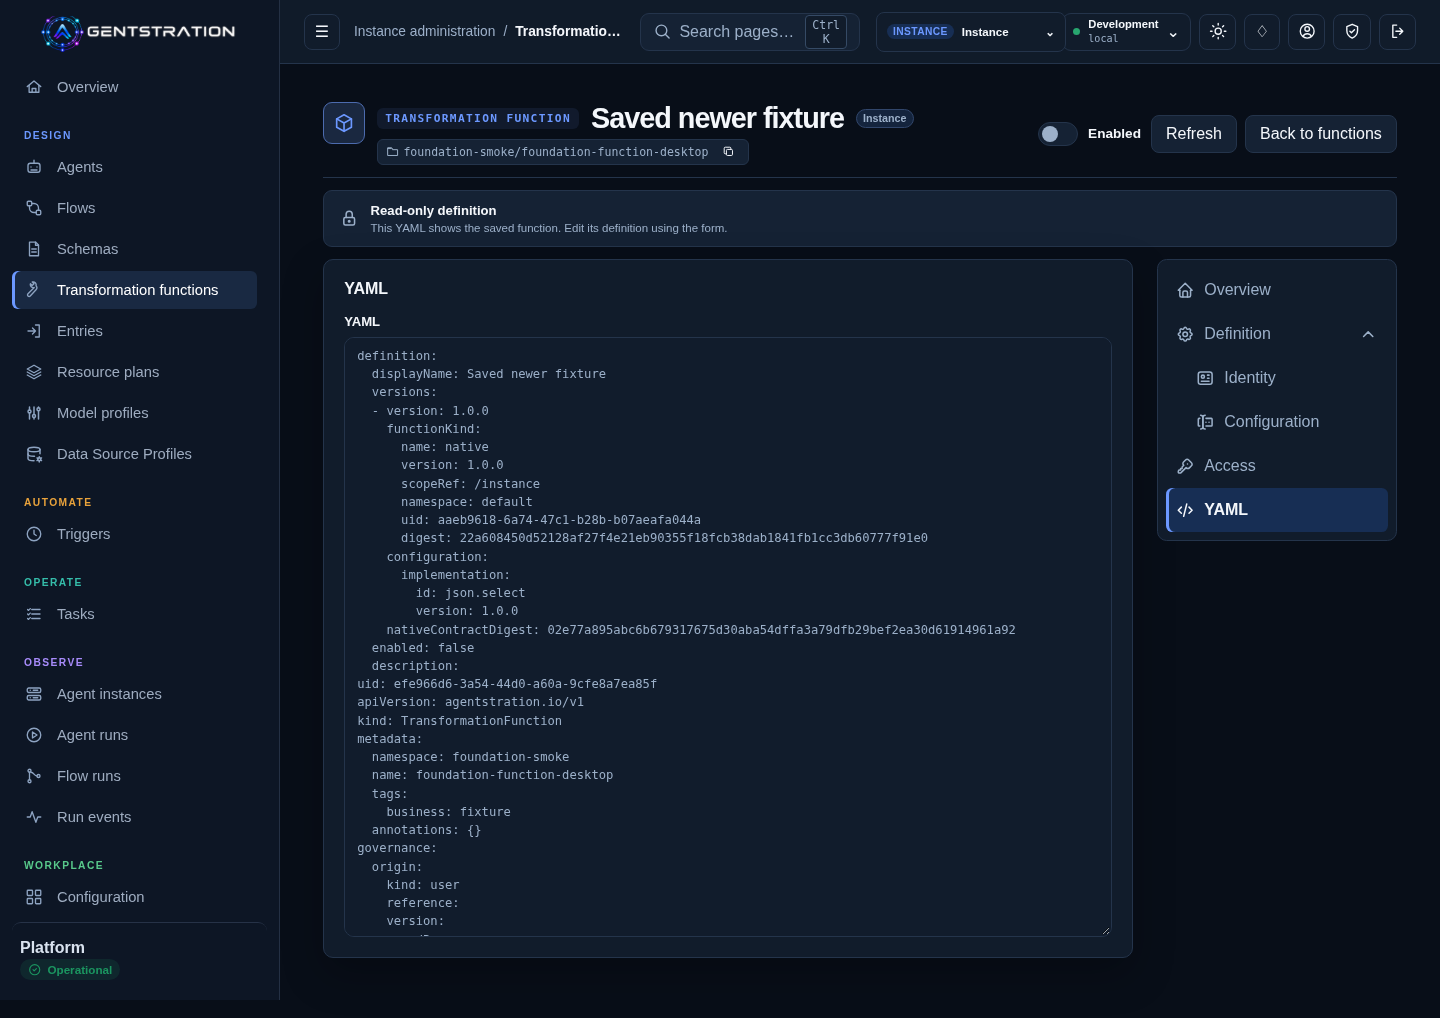 GENTSTRATION
☰
Instance administration / Transformatio…
Search pages…
Ctrl
K
INSTANCE Instance
Development
local
Overview
DESIGN
Agents
Flows
Schemas
Transformation functions
Entries
Resource plans
Model profiles
Data Source Profiles
AUTOMATE
Triggers
OPERATE
Tasks
OBSERVE
Agent instances
Agent runs
Flow runs
Run events
WORKPLACE
Configuration
Platform
Operational
TRANSFORMATION FUNCTION Saved newer fixture Instance
foundation-smoke/foundation-function-desktop
Enabled
Refresh
Back to functions
Read-only definition
This YAML shows the saved function. Edit its definition using the form.
YAML
YAML
definition:
  displayName: Saved newer fixture
  versions:
  - version: 1.0.0
    functionKind:
      name: native
      version: 1.0.0
      scopeRef: /instance
      namespace: default
      uid: aaeb9618-6a74-47c1-b28b-b07aeafa044a
      digest: 22a608450d52128af27f4e21eb90355f18fcb38dab1841fb1cc3db60777f91e0
    configuration:
      implementation:
        id: json.select
        version: 1.0.0
    nativeContractDigest: 02e77a895abc6b679317675d30aba54dffa3a79dfb29bef2ea30d61914961a92
  enabled: false
  description:
uid: efe966d6-3a54-44d0-a60a-9cfe8a7ea85f
apiVersion: agentstration.io/v1
kind: TransformationFunction
metadata:
  namespace: foundation-smoke
  name: foundation-function-desktop
  tags:
    business: fixture
  annotations: {}
governance:
  origin:
    kind: user
    reference:
    version:
Overview
Definition
Identity
Configuration
Access
YAML